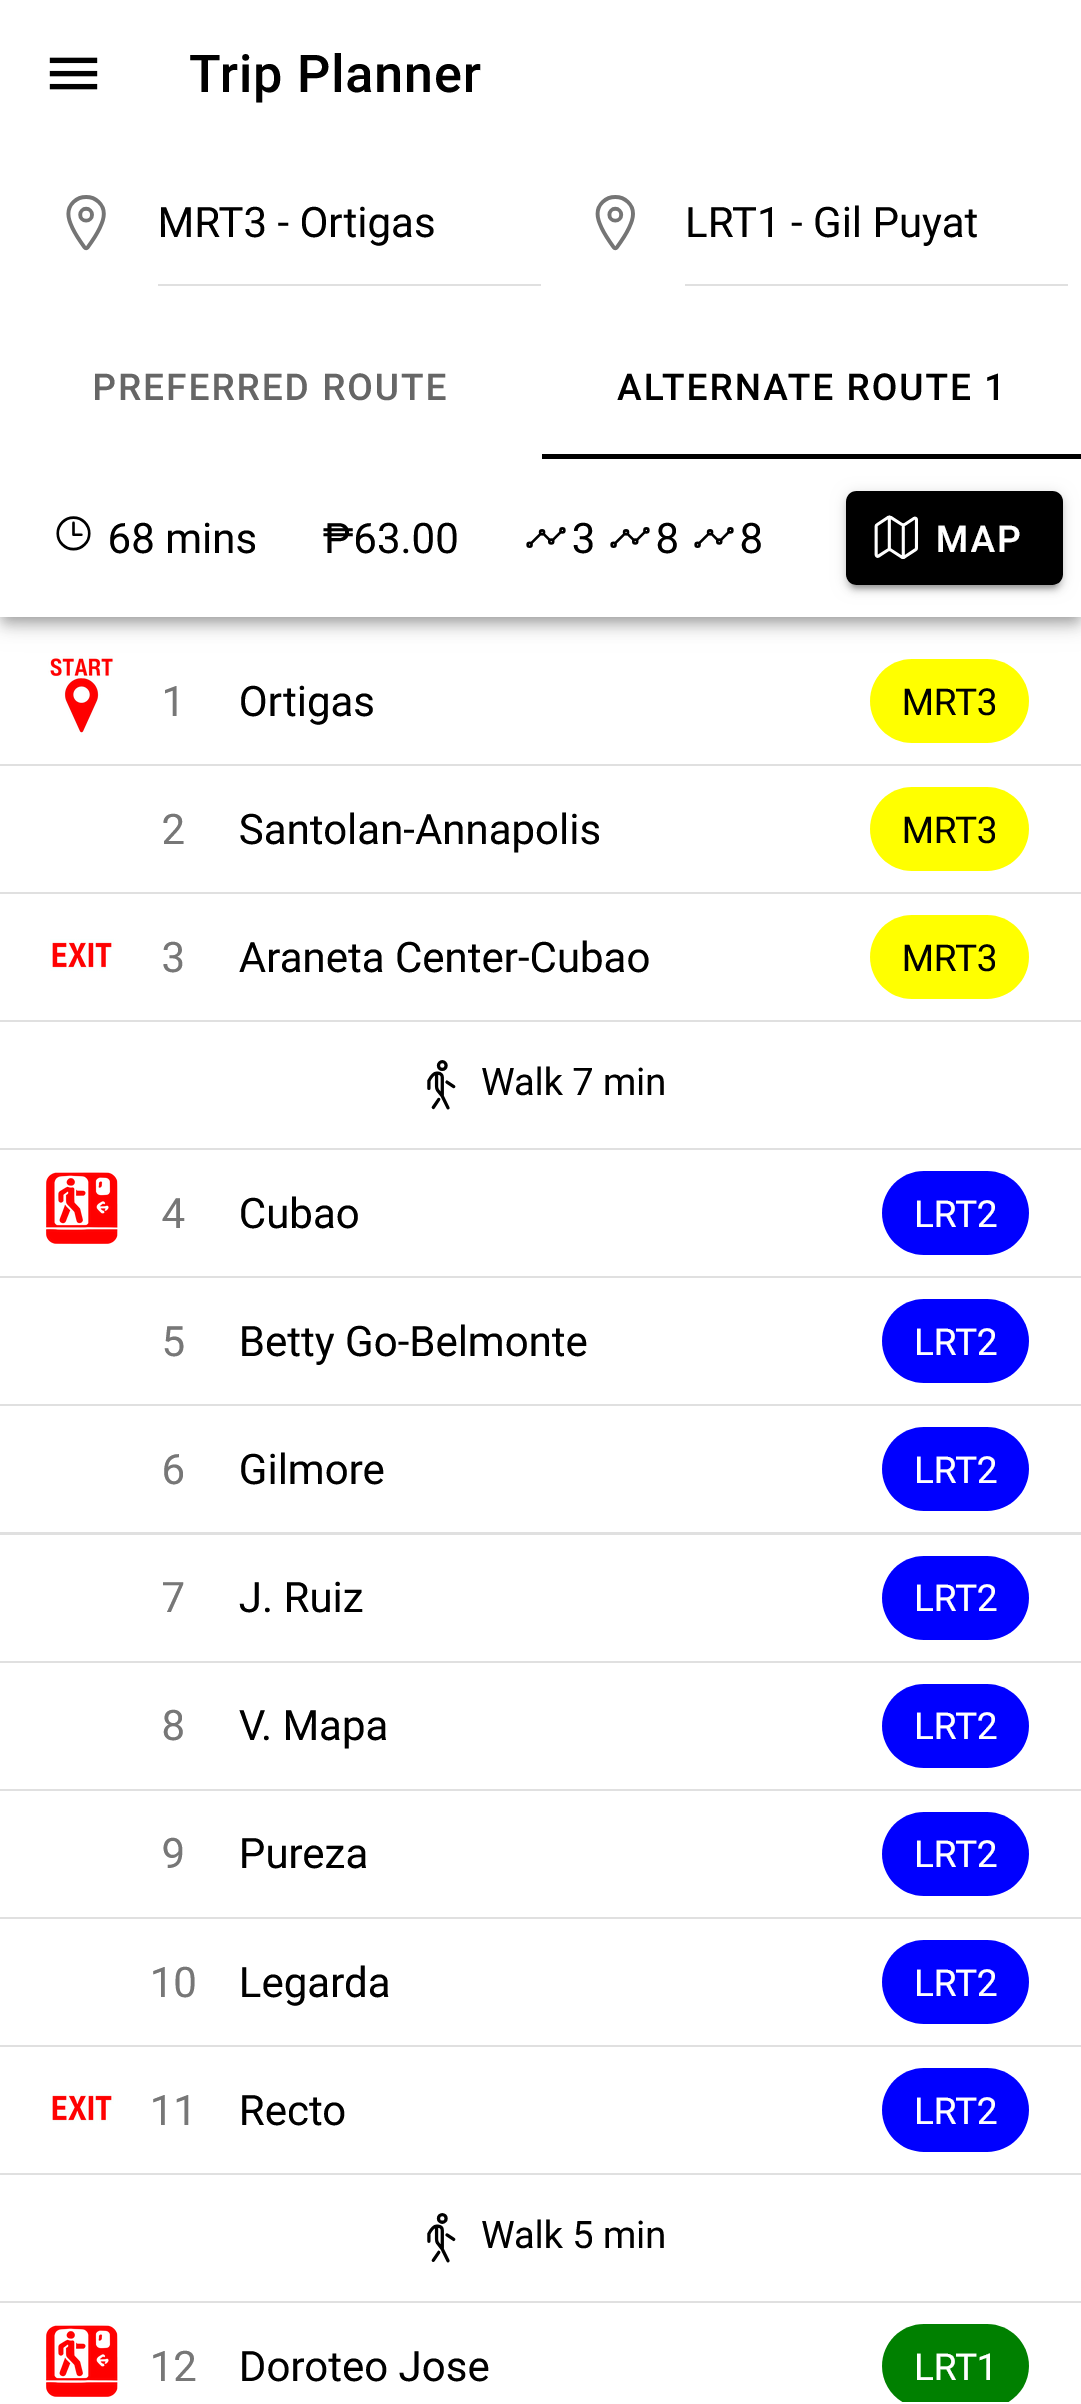 Trip Planner
MRT3 - Ortigas LRT1 - Gil Puyat
PREFERRED ROUTE ALTERNATE ROUTE 1
68 mins ₱63.00 3 8 8 MAP
START
1 Ortigas MRT3
2 Santolan-Annapolis MRT3
EXIT 3 Araneta Center-Cubao MRT3
Walk 7 min
4 Cubao LRT2
5 Betty Go-Belmonte LRT2
6 Gilmore LRT2
7 J. Ruiz LRT2
8 V. Mapa LRT2
9 Pureza LRT2
10 Legarda LRT2
EXIT 11 Recto LRT2
Walk 5 min
12 Doroteo Jose LRT1